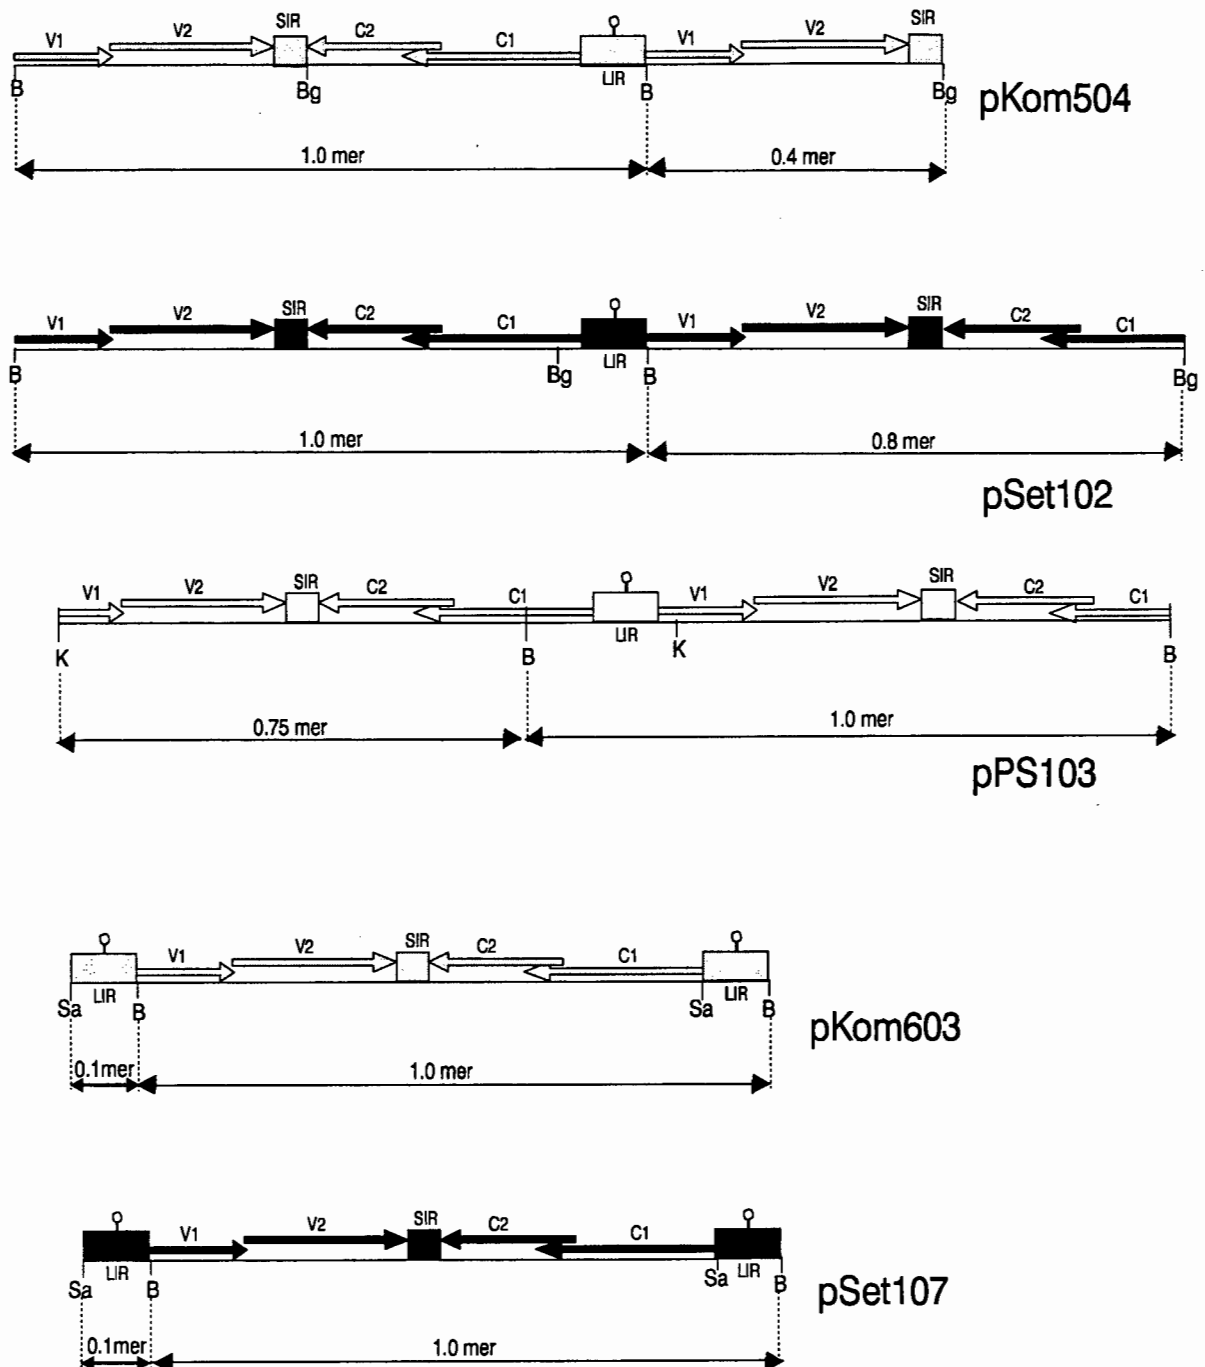 V1 V2 SIR C2 C1 LIR V1 V2 SIR
B Bg B Bg
pKom504
1.0 mer 0.4 mer
V1 V2 SIR C2 C1 LIR V1 V2 SIR C2 C1
B Bg B Bg
1.0 mer 0.8 mer
pSet102
V1 V2 SIR C2 C1 LIR V1 V2 SIR C2 C1
K B K B
0.75 mer 1.0 mer
pPS103
LIR V1 V2 SIR C2 C1 LIR
Sa B Sa B
pKom603
0.1mer 1.0 mer
LIR V1 V2 SIR C2 C1 LIR
Sa B Sa B
pSet107
0.1mer 1.0 mer